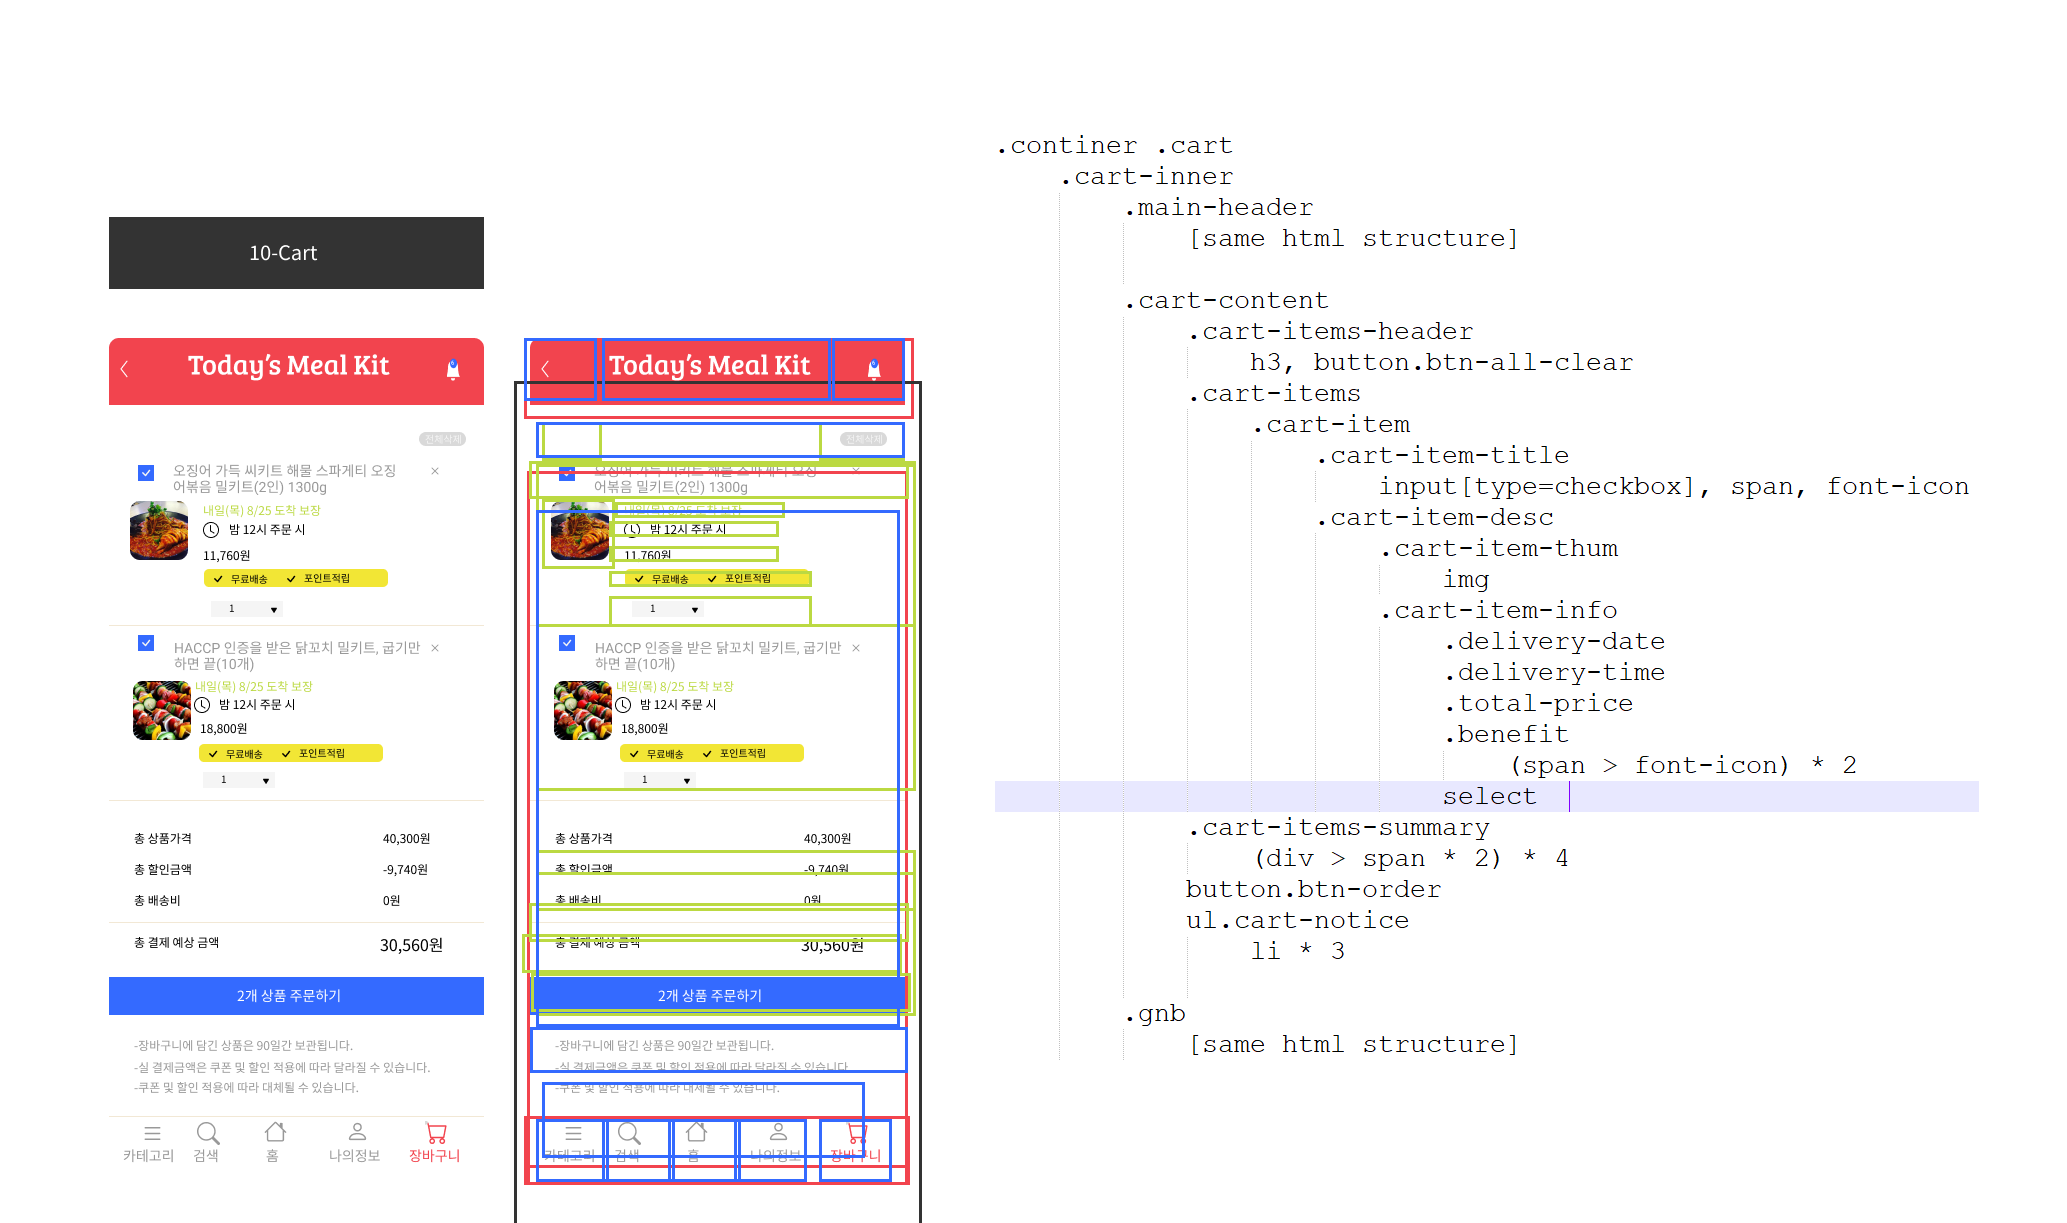 10-Cart
Today's Meal Kit
전체삭제
오징어 가득 씨키트 해물 스파게티 오징
어볶음 밀키트(2인) 1300g
내일(목) 8/25 도착 보장
밤 12시 주문 시
11,760원
무료배송 포인트적립
1
HACCP 인증을 받은 닭꼬치 밀키트, 굽기만
하면 끝(10개)
내일(목) 8/25 도착 보장
밤 12시 주문 시
18,800원
무료배송 포인트적립
1
총 상품가격 40,300원
총 할인금액 -9,740원
총 배송비 0원
총 결제 예상 금액 30,560원
2개 상품 주문하기
-장바구니에 담긴 상품은 90일간 보관됩니다.
-실 결제금액은 쿠폰 및 할인 적용에 따라 달라질 수 있습니다.
-쿠폰 및 할인 적용에 따라 대체될 수 있습니다.
카테고리 검색 홈 나의정보 장바구니
Today's Meal Kit
전체삭제
오징어 가득 씨키트 해물 스파게티 오징
어볶음 밀키트(2인) 1300g
내일(목) 8/25 도착 보장
밤 12시 주문 시
11,760원
무료배송 포인트적립
1
HACCP 인증을 받은 닭꼬치 밀키트, 굽기만
하면 끝(10개)
내일(목) 8/25 도착 보장
밤 12시 주문 시
18,800원
무료배송 포인트적립
1
총 상품가격 40,300원
총 할인금액 -9,740원
총 배송비 0원
총 결제 예상 금액 30,560원
2개 상품 주문하기
-장바구니에 담긴 상품은 90일간 보관됩니다.
-실 결제금액은 쿠폰 및 할인 적용에 따라 달라질 수 있습니다.
-쿠폰 및 할인 적용에 따라 대체될 수 있습니다.
카테고리 검색 홈 나의정보 장바구니
.continer .cart
.cart-inner
.main-header
[same html structure]
.cart-content
.cart-items-header
h3, button.btn-all-clear
.cart-items
.cart-item
.cart-item-title
input[type=checkbox], span, font-icon
.cart-item-desc
.cart-item-thum
img
.cart-item-info
.delivery-date
.delivery-time
.total-price
.benefit
(span > font-icon) * 2
select
.cart-items-summary
(div > span * 2) * 4
button.btn-order
ul.cart-notice
li * 3
.gnb
[same html structure]